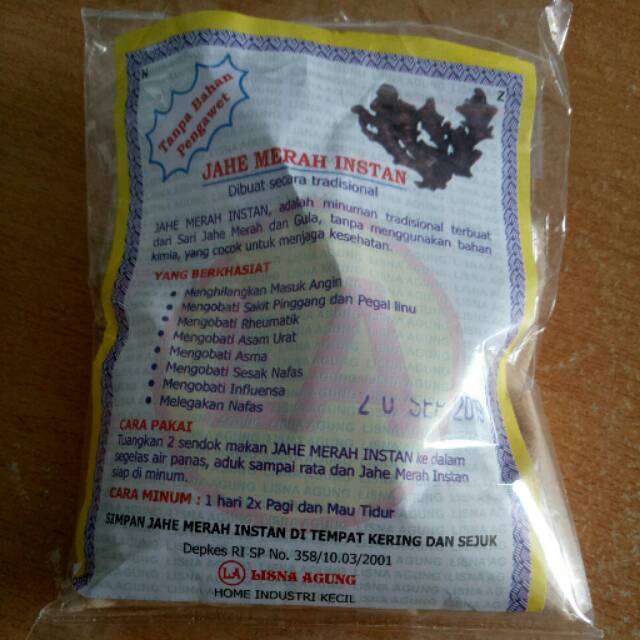 N
Z
Tanpa Bahan
Pengawet
JAHE MERAH INSTAN
Dibuat secara tradisional
JAHE MERAH INSTAN, adalah minuman tradisional terbuat
dari Sari Jahe Merah dan Gula, tanpa menggunakan bahan
kimia, yang cocok untuk menjaga kesehatan.
YANG BERKHASIAT
• Menghilangkan Masuk Angin
• Mengobati Sakit Pinggang dan Pegal linu
• Mengobati Rheumatik
• Mengobati Asam Urat
• Mengobati Asma
• Mengobati Sesak Nafas
• Mengobati Influensa
• Melegakan Nafas
20 SEP
CARA PAKAI
Tuangkan 2 sendok makan JAHE MERAH INSTAN ke dalam
segelas air panas, aduk sampai rata dan Jahe Merah Instan
siap di minum.
CARA MINUM : 1 hari 2x Pagi dan Mau Tidur
SIMPAN JAHE MERAH INSTAN DI TEMPAT KERING DAN SEJUK
Depkes RI SP No. 358/10.03/2001
LA LISNA AGUNG
HOME INDUSTRI KECIL